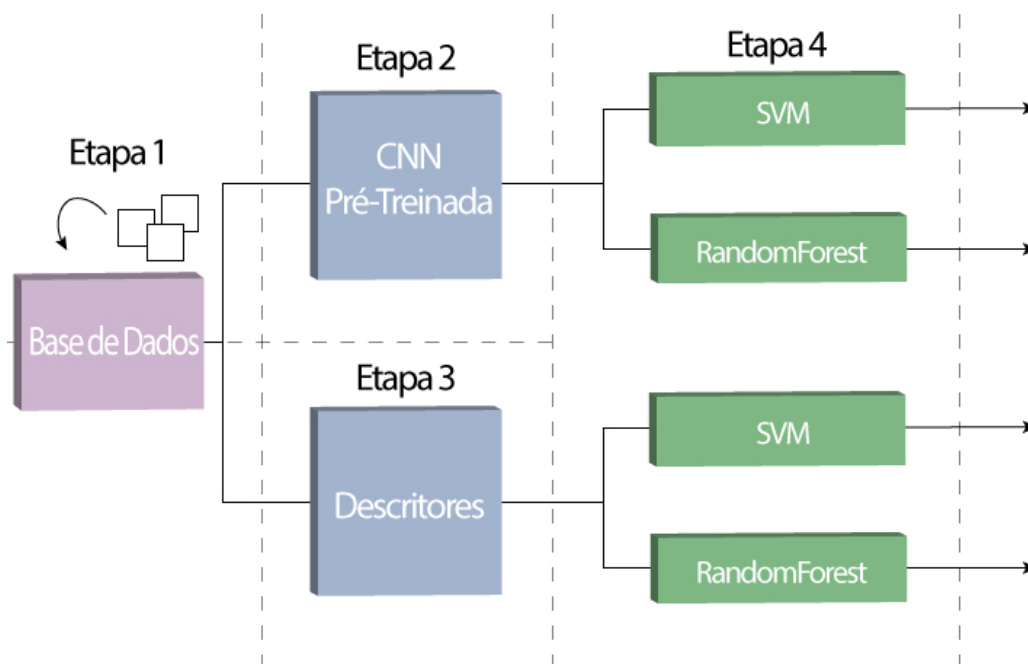 Etapa 1
Base de Dados
Etapa 2
CNN
Pré-Treinada
Etapa 3
Descritores
Etapa 4
SVM
RandomForest
SVM
RandomForest